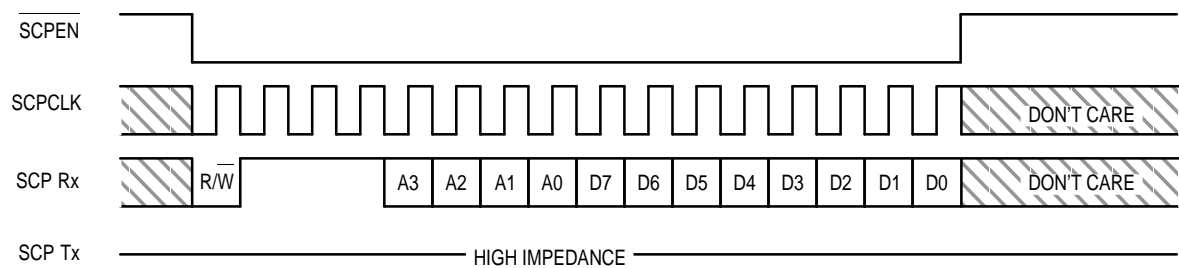 SCPEN
SCPCLK
DON'T CARE
SCP Rx
R/W
A3 A2 A1 A0 D7 D6 D5 D4 D3 D2 D1 D0
DON'T CARE
SCP Tx
HIGH IMPEDANCE